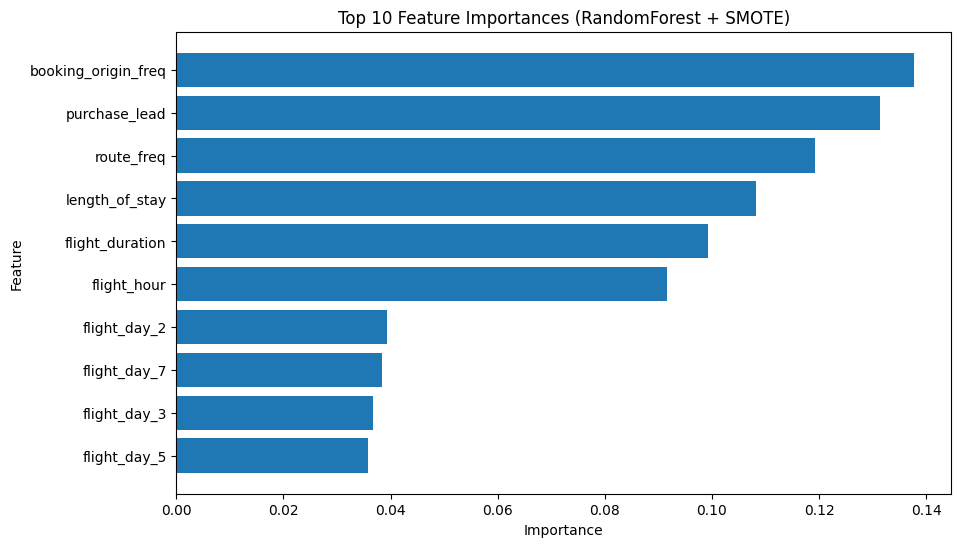 Top 10 Feature Importances (RandomForest + SMOTE)
Feature
booking_origin_freq
purchase_lead
route_freq
length_of_stay
flight_duration
flight_hour
flight_day_2
flight_day_7
flight_day_3
flight_day_5
0.00 0.02 0.04 0.06 0.08 0.10 0.12 0.14
Importance